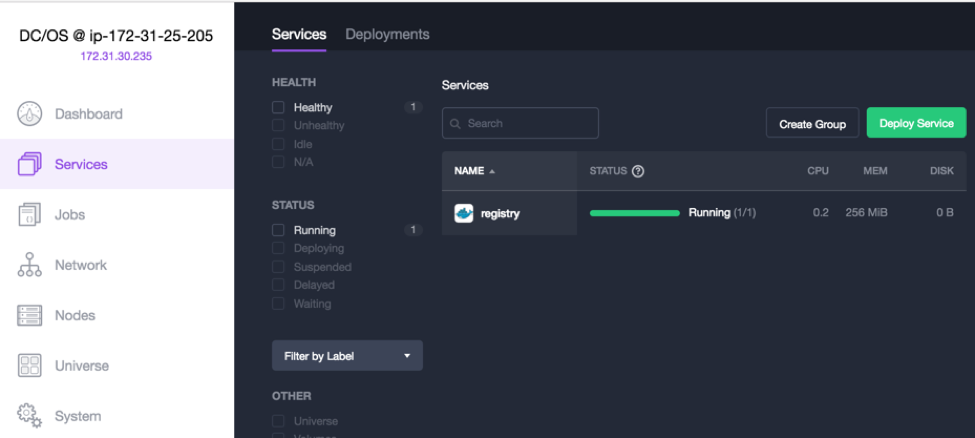 DC/OS @ ip-172-31-25-205
172.31.30.235
Dashboard
Services
Jobs
Network
Nodes
Universe
System
Services Deployments
HEALTH
Healthy 1
Unhealthy
Idle
N/A
STATUS
Running 1
Deploying
Suspended
Delayed
Waiting
Filter by Label
OTHER
Universe
Services
Search
Create Group
Deploy Service
NAME STATUS ? CPU MEM DISK
registry Running (1/1) 0.2 256 MiB 0 B